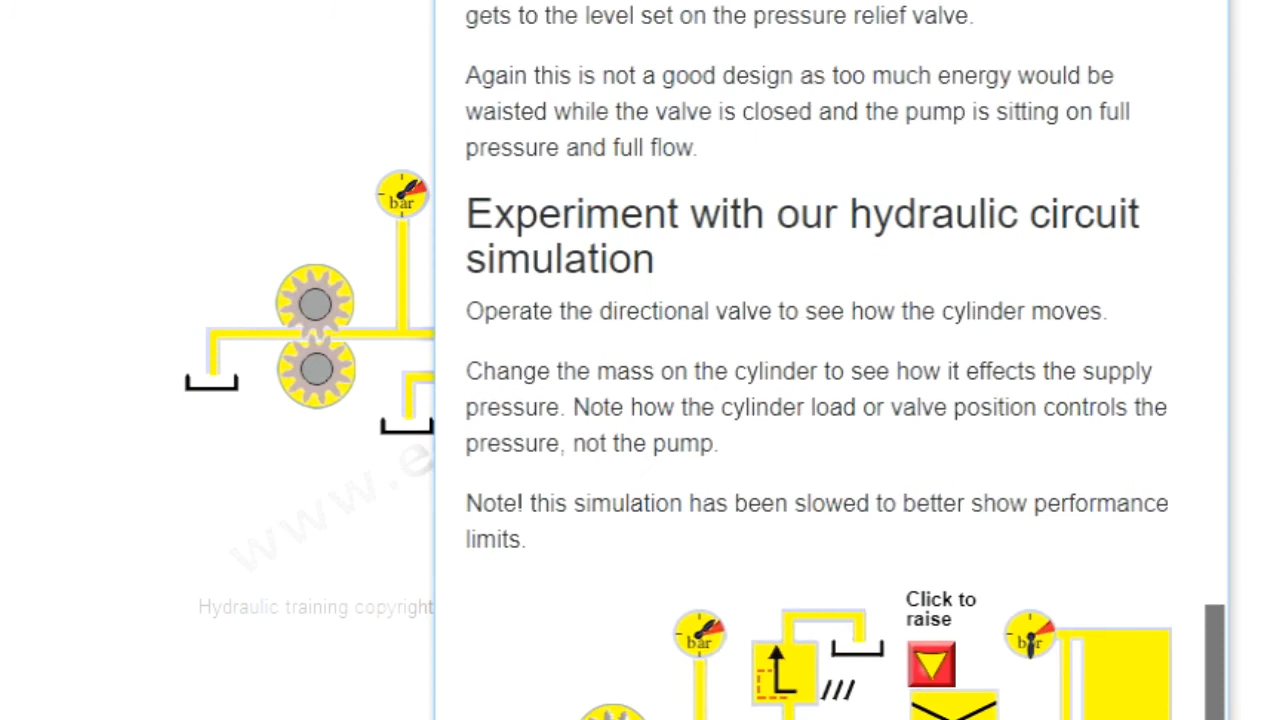 gets to the level set on the pressure relief valve.
Again this is not a good design as too much energy would be
waisted while the valve is closed and the pump is sitting on full
pressure and full flow.
Experiment with our hydraulic circuit
simulation
Operate the directional valve to see how the cylinder moves.
Change the mass on the cylinder to see how it effects the supply
pressure. Note how the cylinder load or valve position controls the
pressure, not the pump.
Note! this simulation has been slowed to better show performance
limits.
bar
www.e
Hydraulic training copyright
Click to
raise
bar
bar